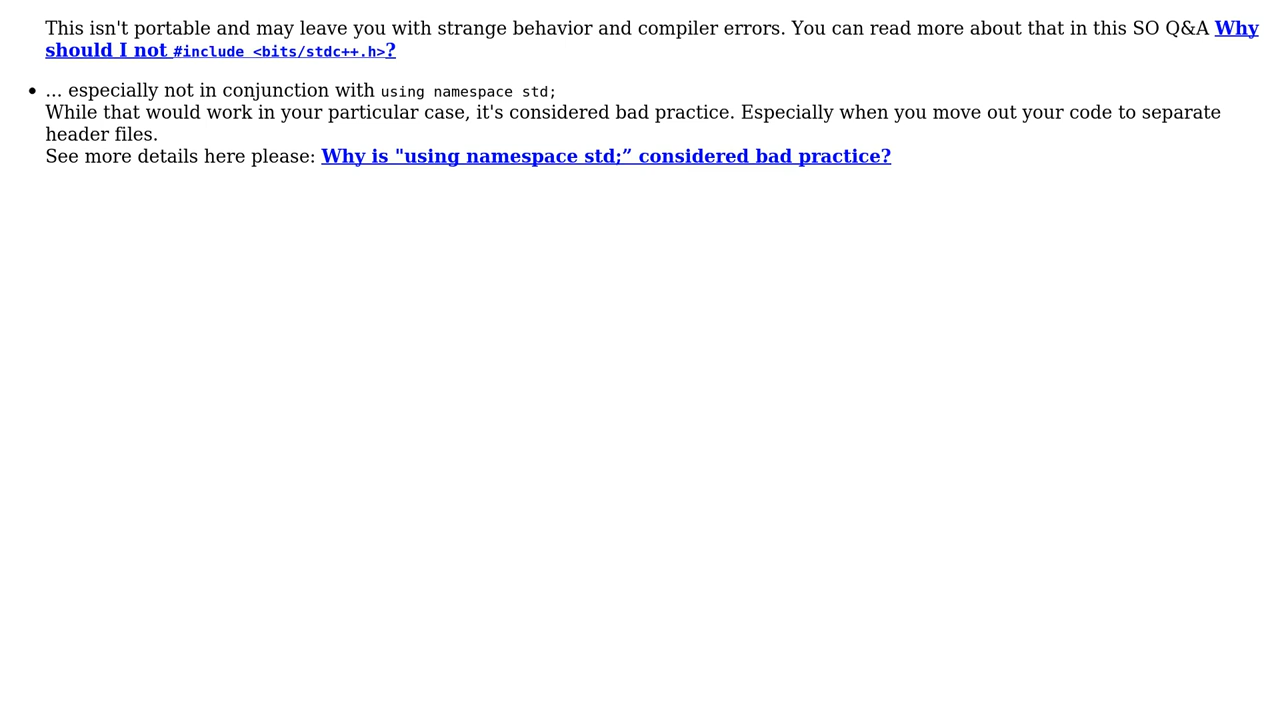 This isn't portable and may leave you with strange behavior and compiler errors. You can read more about that in this SO Q&A Why
should I not #include <bits/stdc++.h>?
• ... especially not in conjunction with using namespace std;
While that would work in your particular case, it's considered bad practice. Especially when you move out your code to separate
header files.
See more details here please: Why is "using namespace std;” considered bad practice?